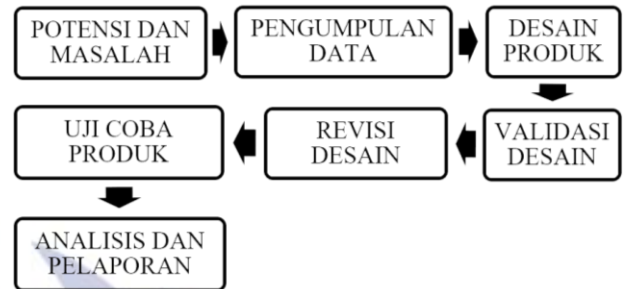 POTENSI DAN
MASALAH
PENGUMPULAN
DATA
DESAIN
PRODUK
VALIDASI
DESAIN
REVISI
DESAIN
UJI COBA
PRODUK
ANALISIS DAN
PELAPORAN